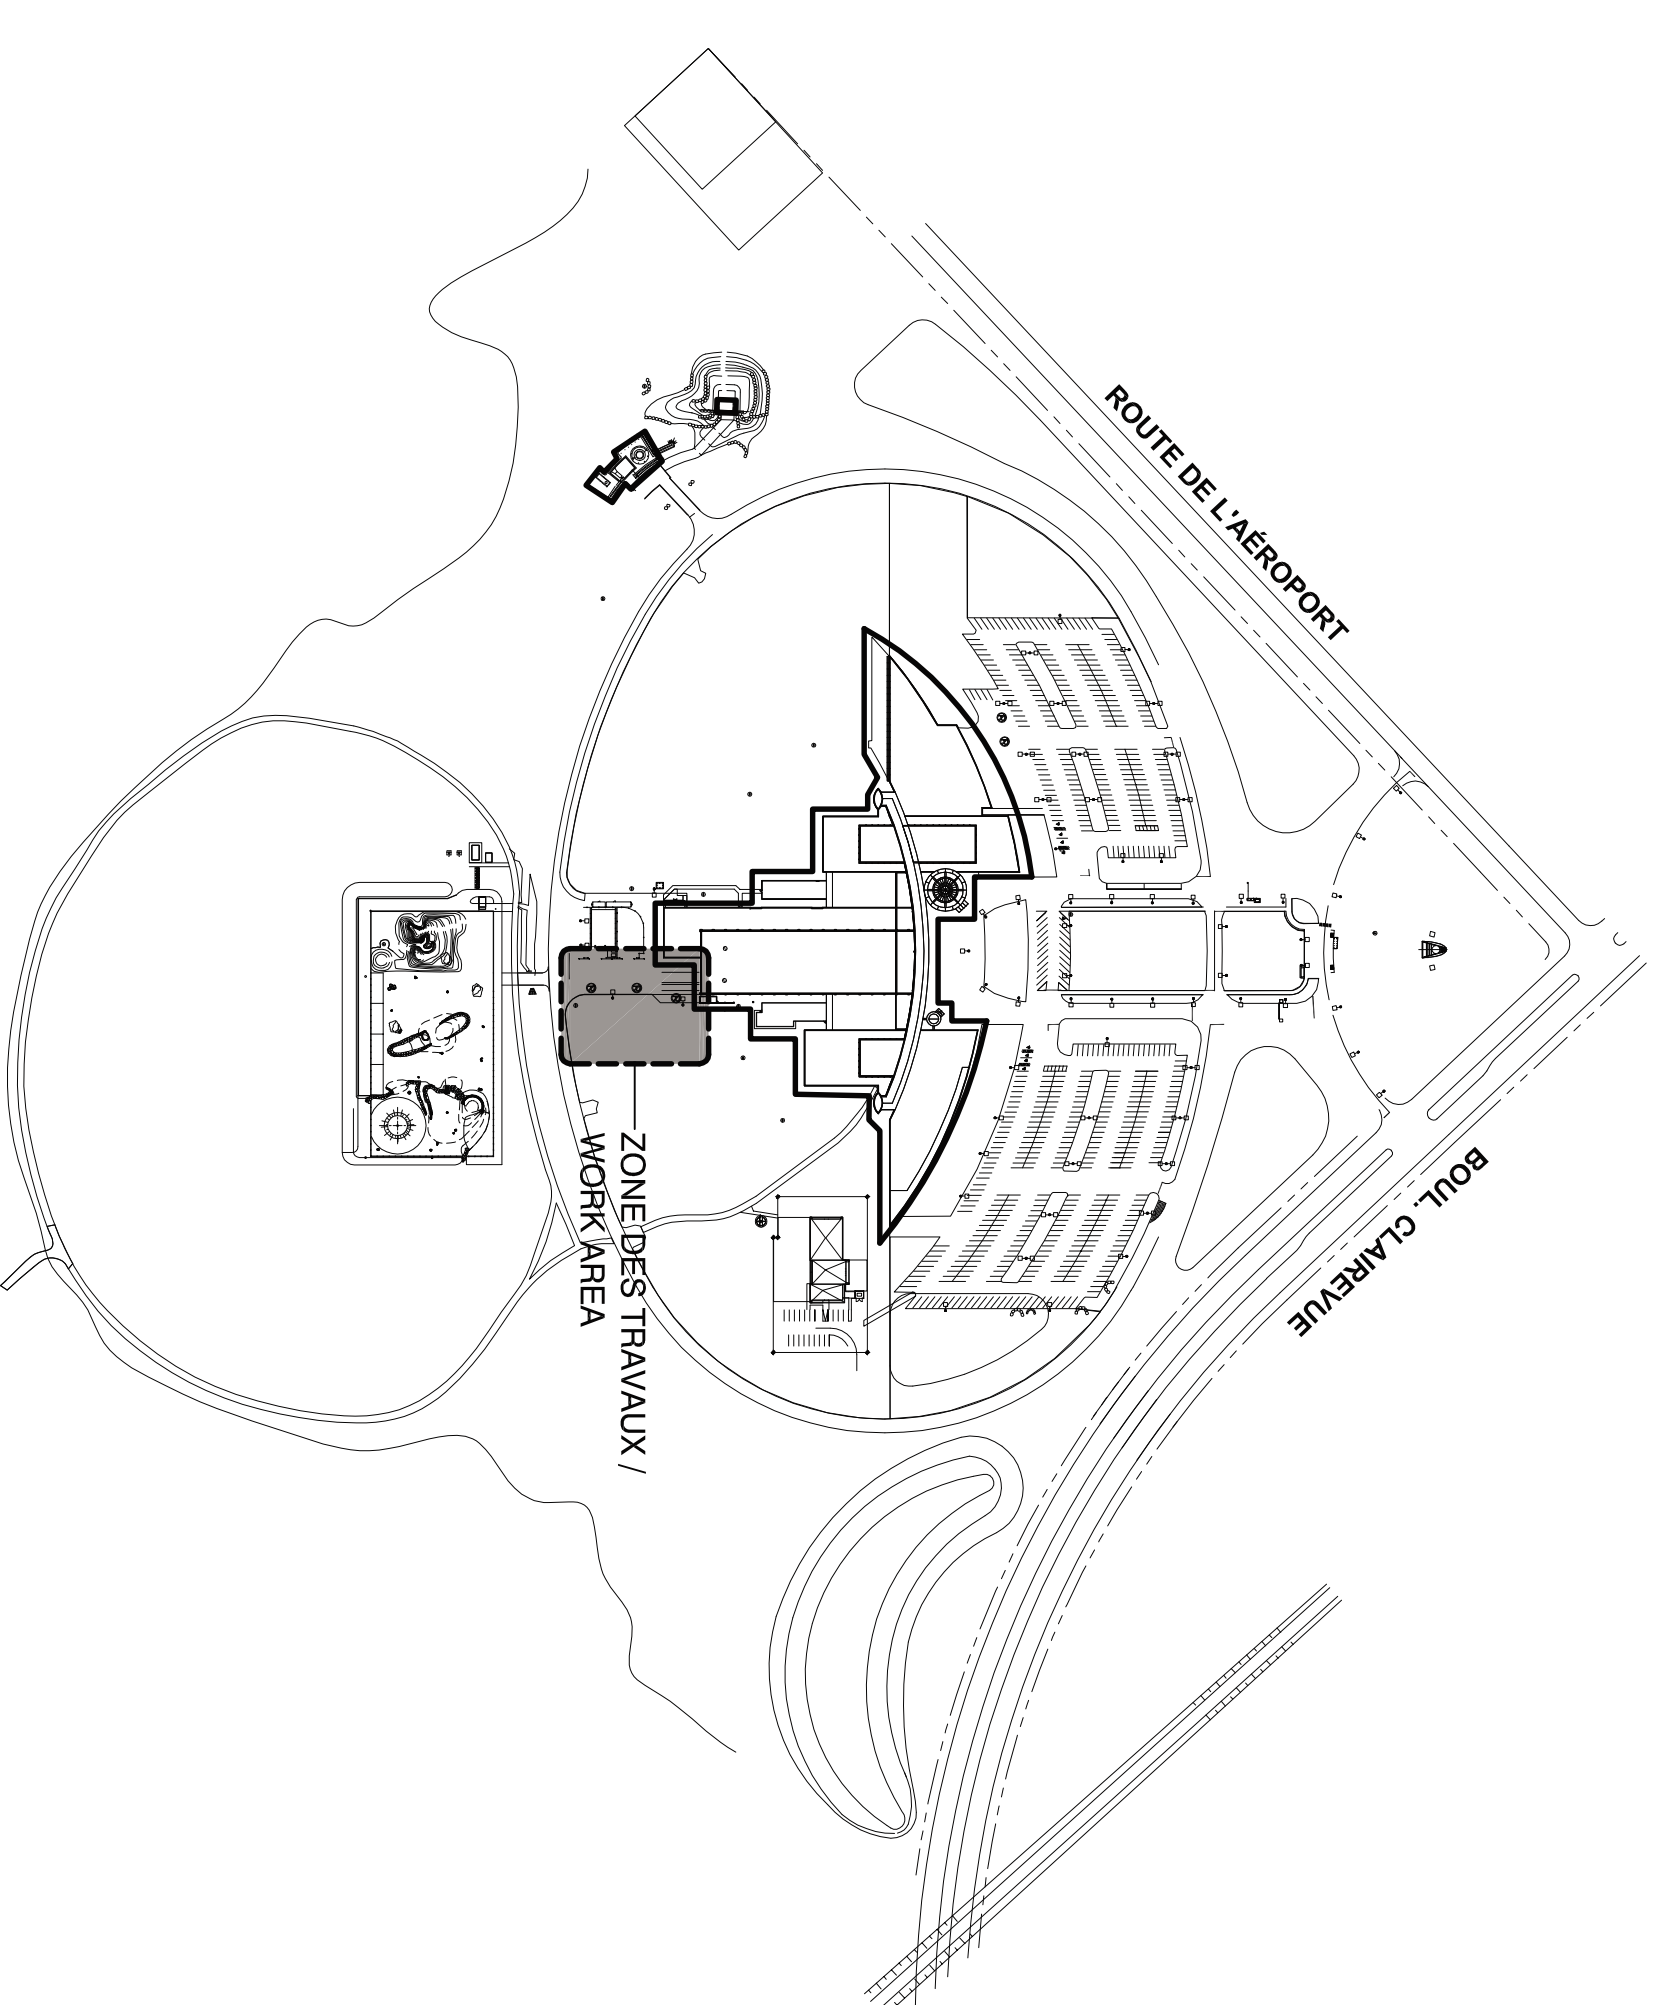 ROUTE DE L'AÉROPORT
BOUL. CLAIREVUE
ZONE DES TRAVAUX /
WORK AREA